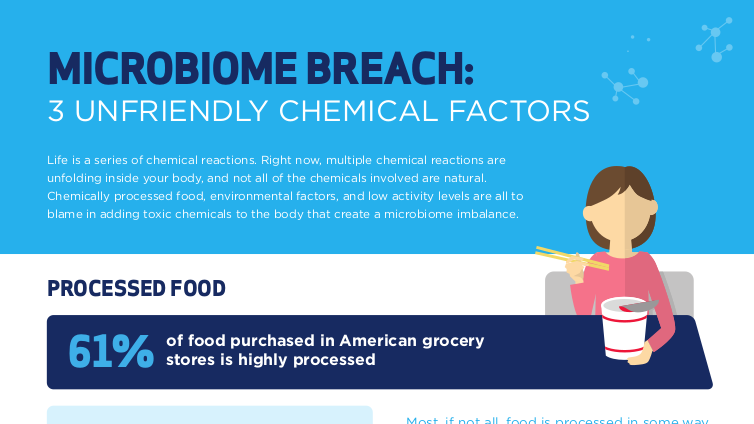 MICROBIOME BREACH:
3 UNFRIENDLY CHEMICAL FACTORS
Life is a series of chemical reactions. Right now, multiple chemical reactions are
unfolding inside your body, and not all of the chemicals involved are natural.
Chemically processed food, environmental factors, and low activity levels are all to
blame in adding toxic chemicals to the body that create a microbiome imbalance.
PROCESSED FOOD
61%
of food purchased in American grocery
stores is highly processed
Most, if not all, food is processed in some way